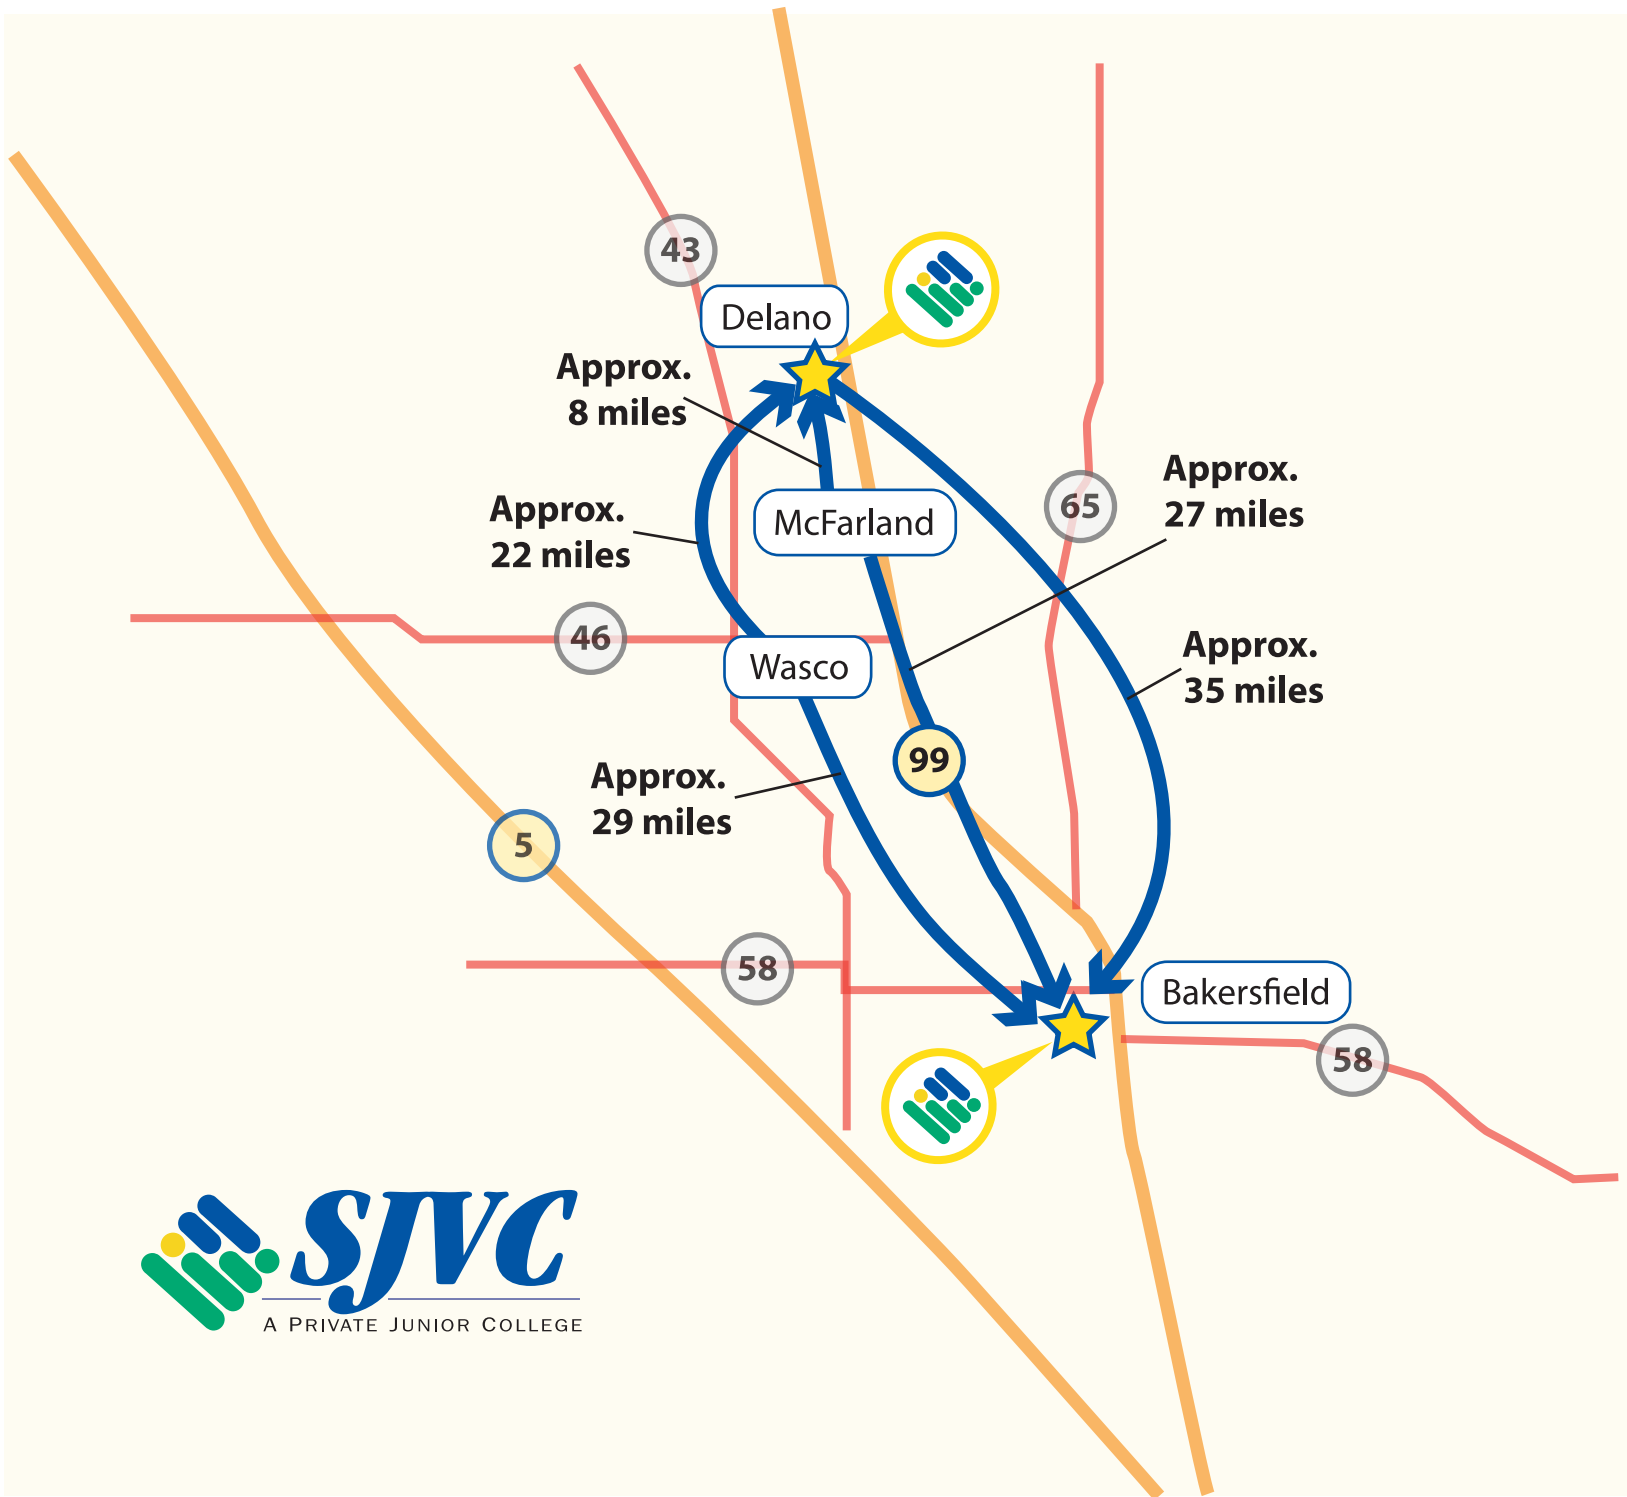 43
Delano
Approx.
8 miles
Approx.
27 miles
65
Approx.
22 miles
McFarland
46
Wasco
Approx.
35 miles
99
Approx.
29 miles
5
58
Bakersfield
58
SJVC
A PRIVATE JUNIOR COLLEGE